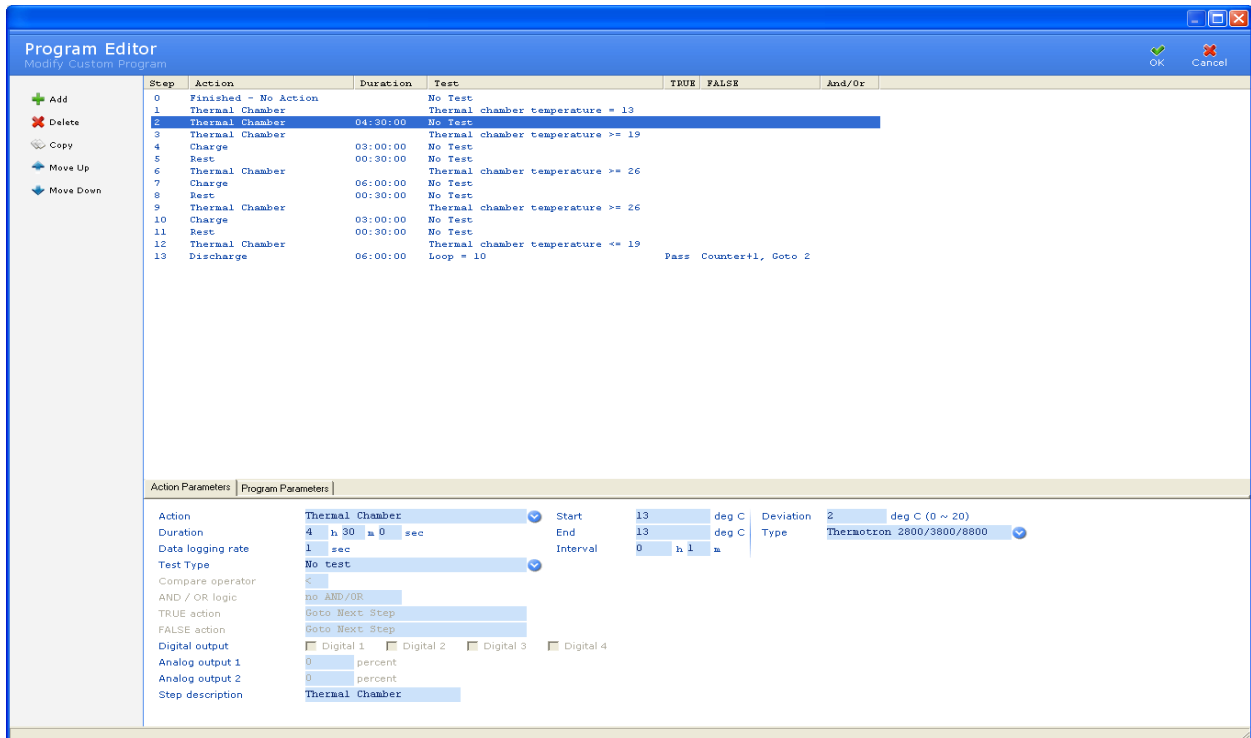 Program Editor
Modify Custom Program
OK Cancel
Add
Delete
Copy
Move Up
Move Down
Step Action Duration Test TRUE FALSE And/Or
0 Finished - No Action No Test
1 Thermal Chamber Thermal chamber temperature = 13
2 Thermal Chamber 04:30:00 No Test
3 Thermal Chamber Thermal chamber temperature >= 19
4 Charge 03:00:00 No Test
5 Rest 00:30:00 No Test
6 Thermal Chamber Thermal chamber temperature >= 26
7 Charge 06:00:00 No Test
8 Rest 00:30:00 No Test
9 Thermal Chamber Thermal chamber temperature >= 26
10 Charge 03:00:00 No Test
11 Rest 00:30:00 No Test
12 Thermal Chamber Thermal chamber temperature <= 19
13 Discharge 06:00:00 Loop = 10 Pass Counter+1, Goto 2
Action Parameters Program Parameters
Action Thermal Chamber Start 13 deg C Deviation 2 deg C (0 ~ 20)
Duration 4 h 30 m 0 sec End 13 deg C Type Thermotron 2800/3800/8800
Data logging rate 1 sec Interval 0 h 1 m
Test Type No test
Compare operator <
AND / OR logic no AND/OR
TRUE action Goto Next Step
FALSE action Goto Next Step
Digital output Digital 1 Digital 2 Digital 3 Digital 4
Analog output 1 0 percent
Analog output 2 0 percent
Step description Thermal Chamber